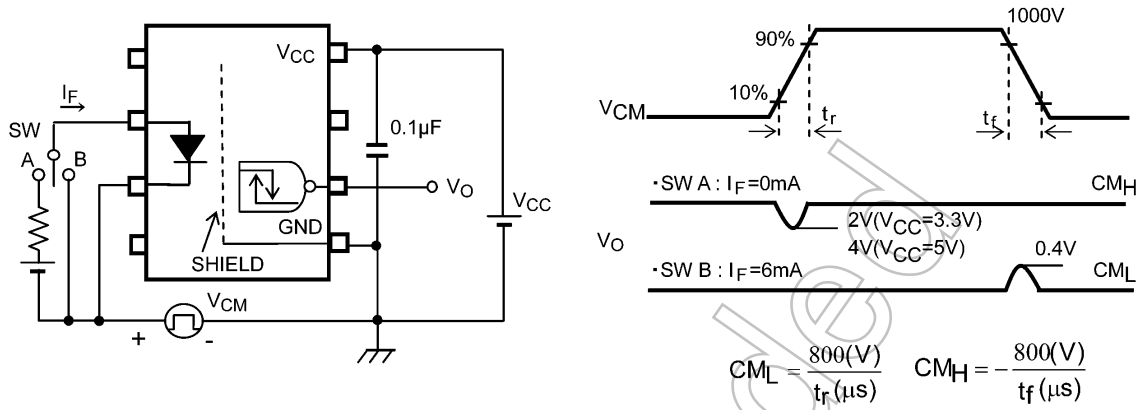 VCC
IF
SW
A B
0.1µF
VO
VCC
GND
SHIELD
VCM
+ -
1000V
90%
10%
VCM
tr
tf
·SW A : IF=0mA
CMH
2V(VCC=3.3V)
4V(VCC=5V)
VO
0.4V
·SW B : IF=6mA
CML
CML = 800(V) / tr(µs) CMH = - 800(V) / tf(µs)